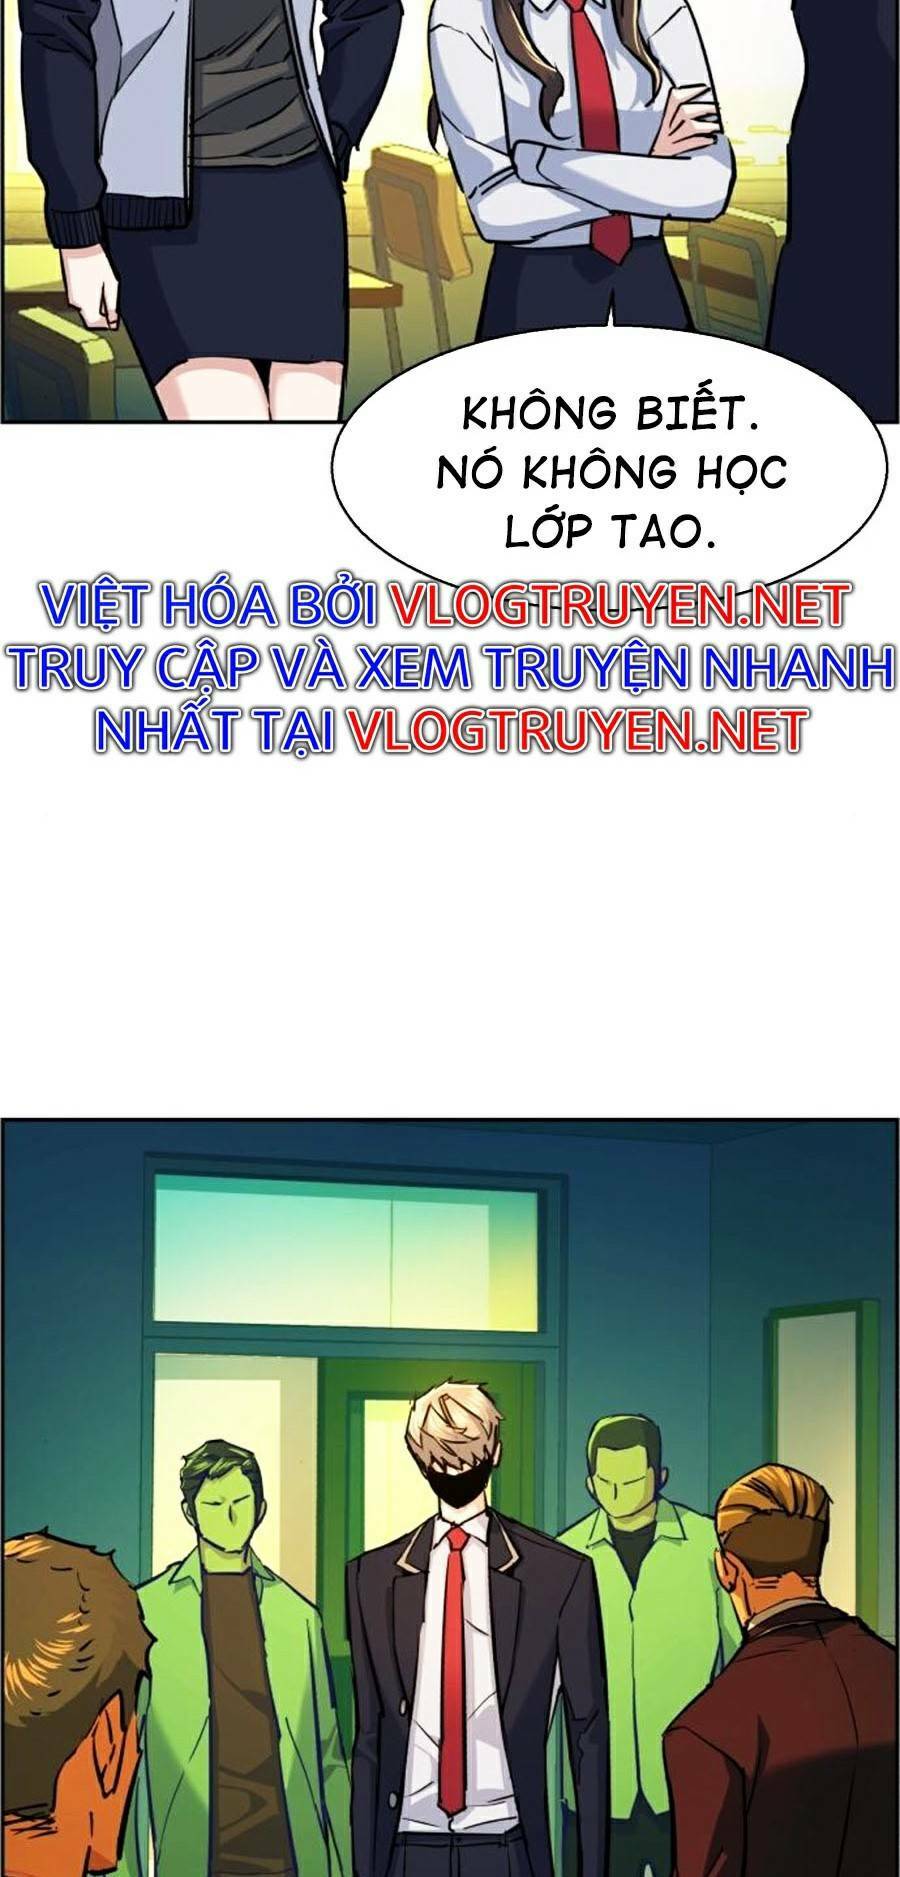 KHÔNG BIẾT.
NÓ KHÔNG HỌC
LỚP TAO.
VIỆT HÓA BỞI VLOGTRUYEN.NET
TRUY CẬP VÀ XEM TRUYỆN NHANH
NHẤT TẠI VLOGTRUYEN.NET